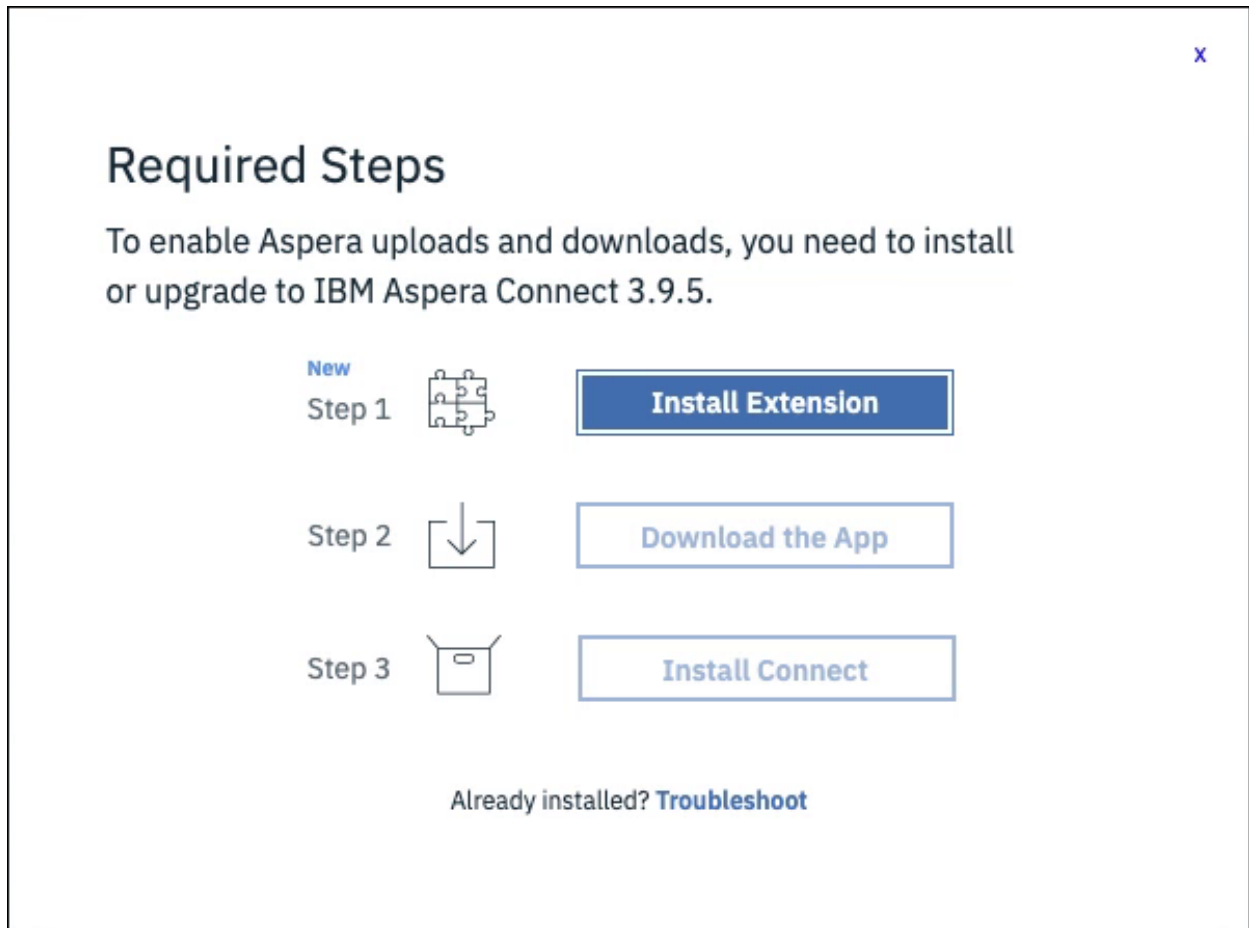 X
Required Steps
To enable Aspera uploads and downloads, you need to install
or upgrade to IBM Aspera Connect 3.9.5.
New
Step 1
Install Extension
Step 2
Download the App
Step 3
Install Connect
Already installed? Troubleshoot